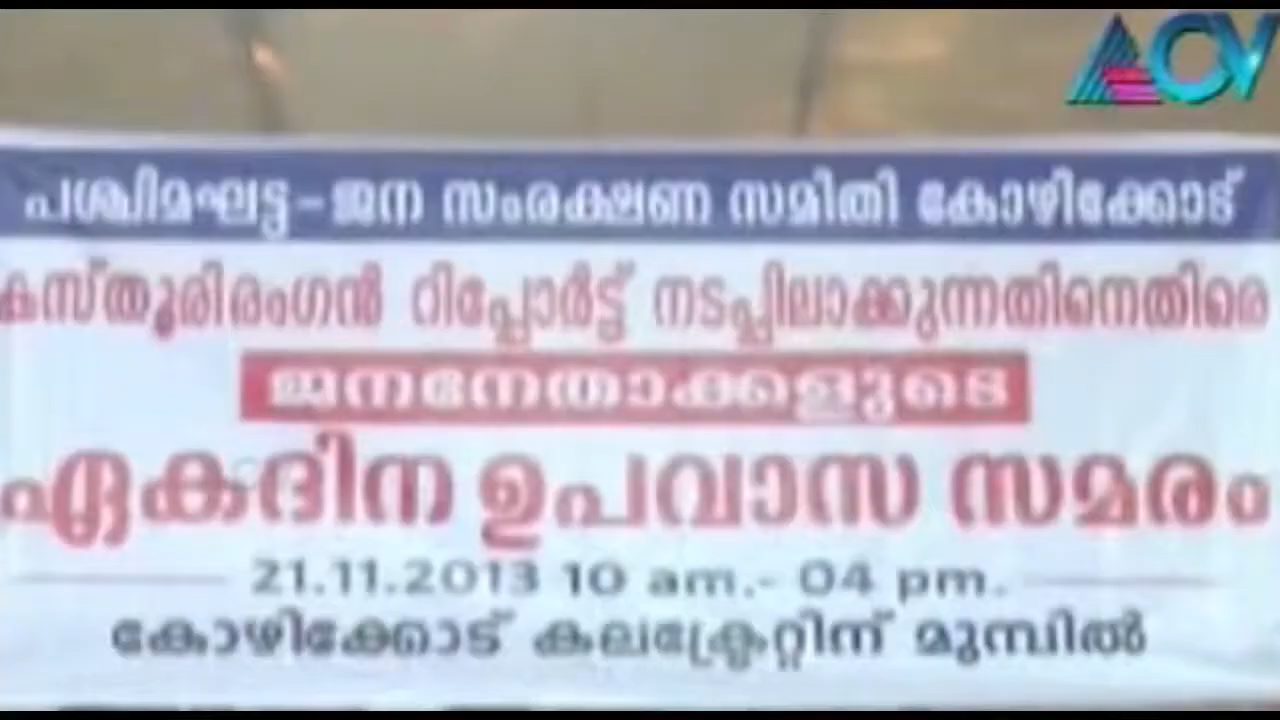 ACV
പശ്ചിമഘട്ട-ജന സംരക്ഷണ സമിതി കോഴിക്കോട്
കസ്തൂരിരംഗൻ റിപ്പോർട്ട് നടപ്പിലാക്കുന്നതിനെതിരെ
ജനനേതാക്കളുടെ
ഏകദിന ഉപവാസ സമരം
21.11.2013 10 am.- 04 pm.
കോഴിക്കോട് കലക്ട്രേറ്റിന് മുമ്പിൽ